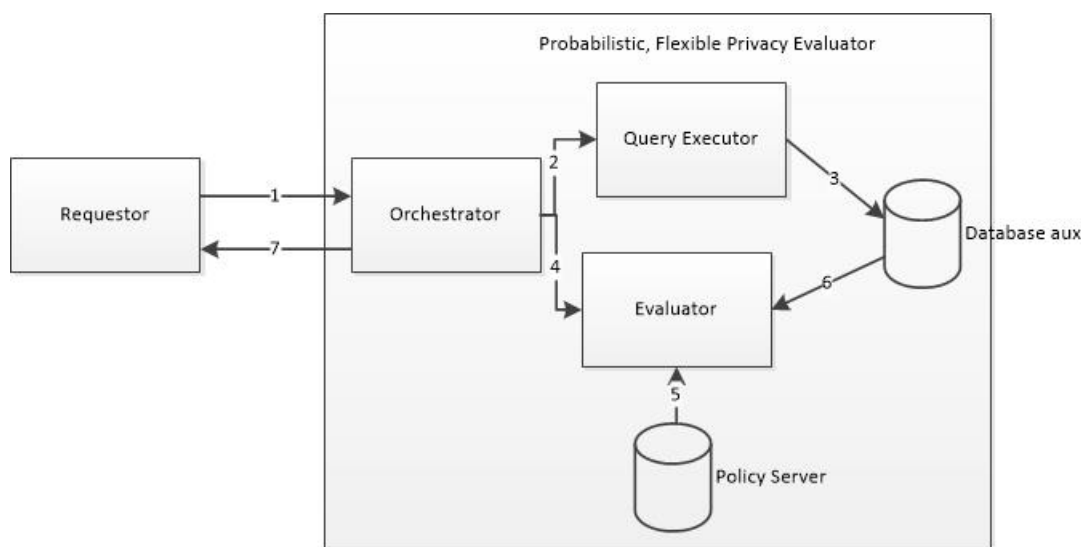 Probabilistic, Flexible Privacy Evaluator
Query Executor
2
3
1
Requestor
Orchestrator
Database aux
7
4
6
Evaluator
5
Policy Server